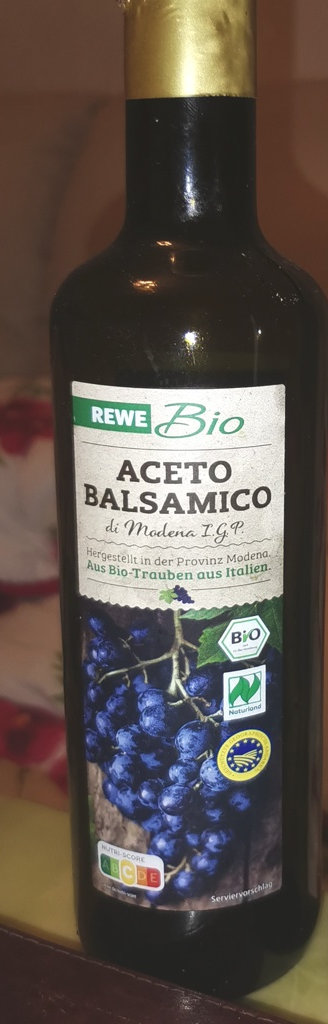 REWE Bio
ACETO
BALSAMICO
di Modena I.G.P.
Hergestellt in der Provinz Modena.
Aus Bio-Trauben aus Italien.
BiO
Naturland
NUTRI-SCORE
A B C D E
Serviervorschlag